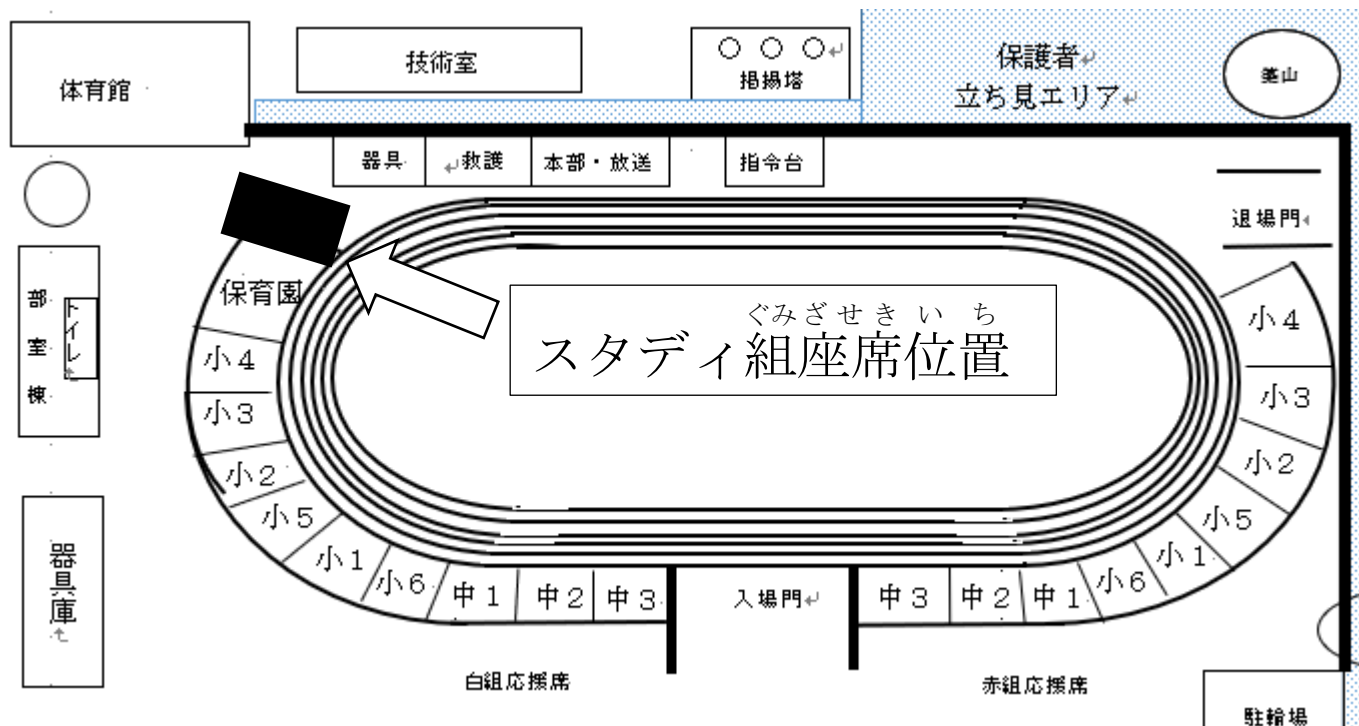 体育館
技術室
掲揚塔
保護者
立ち見エリア
築山
器具
救護
本部・放送
指令台
退場門
保育園
小4
小3
小2
小5
小1
小6
中1
中2
中3
ぐみざせきいち
スタディ組座席位置
部室棟
トイレ
器具庫
入場門
中3
中2
中1
小6
小1
小5
小2
小3
小4
白組応援席
赤組応援席
駐輪場